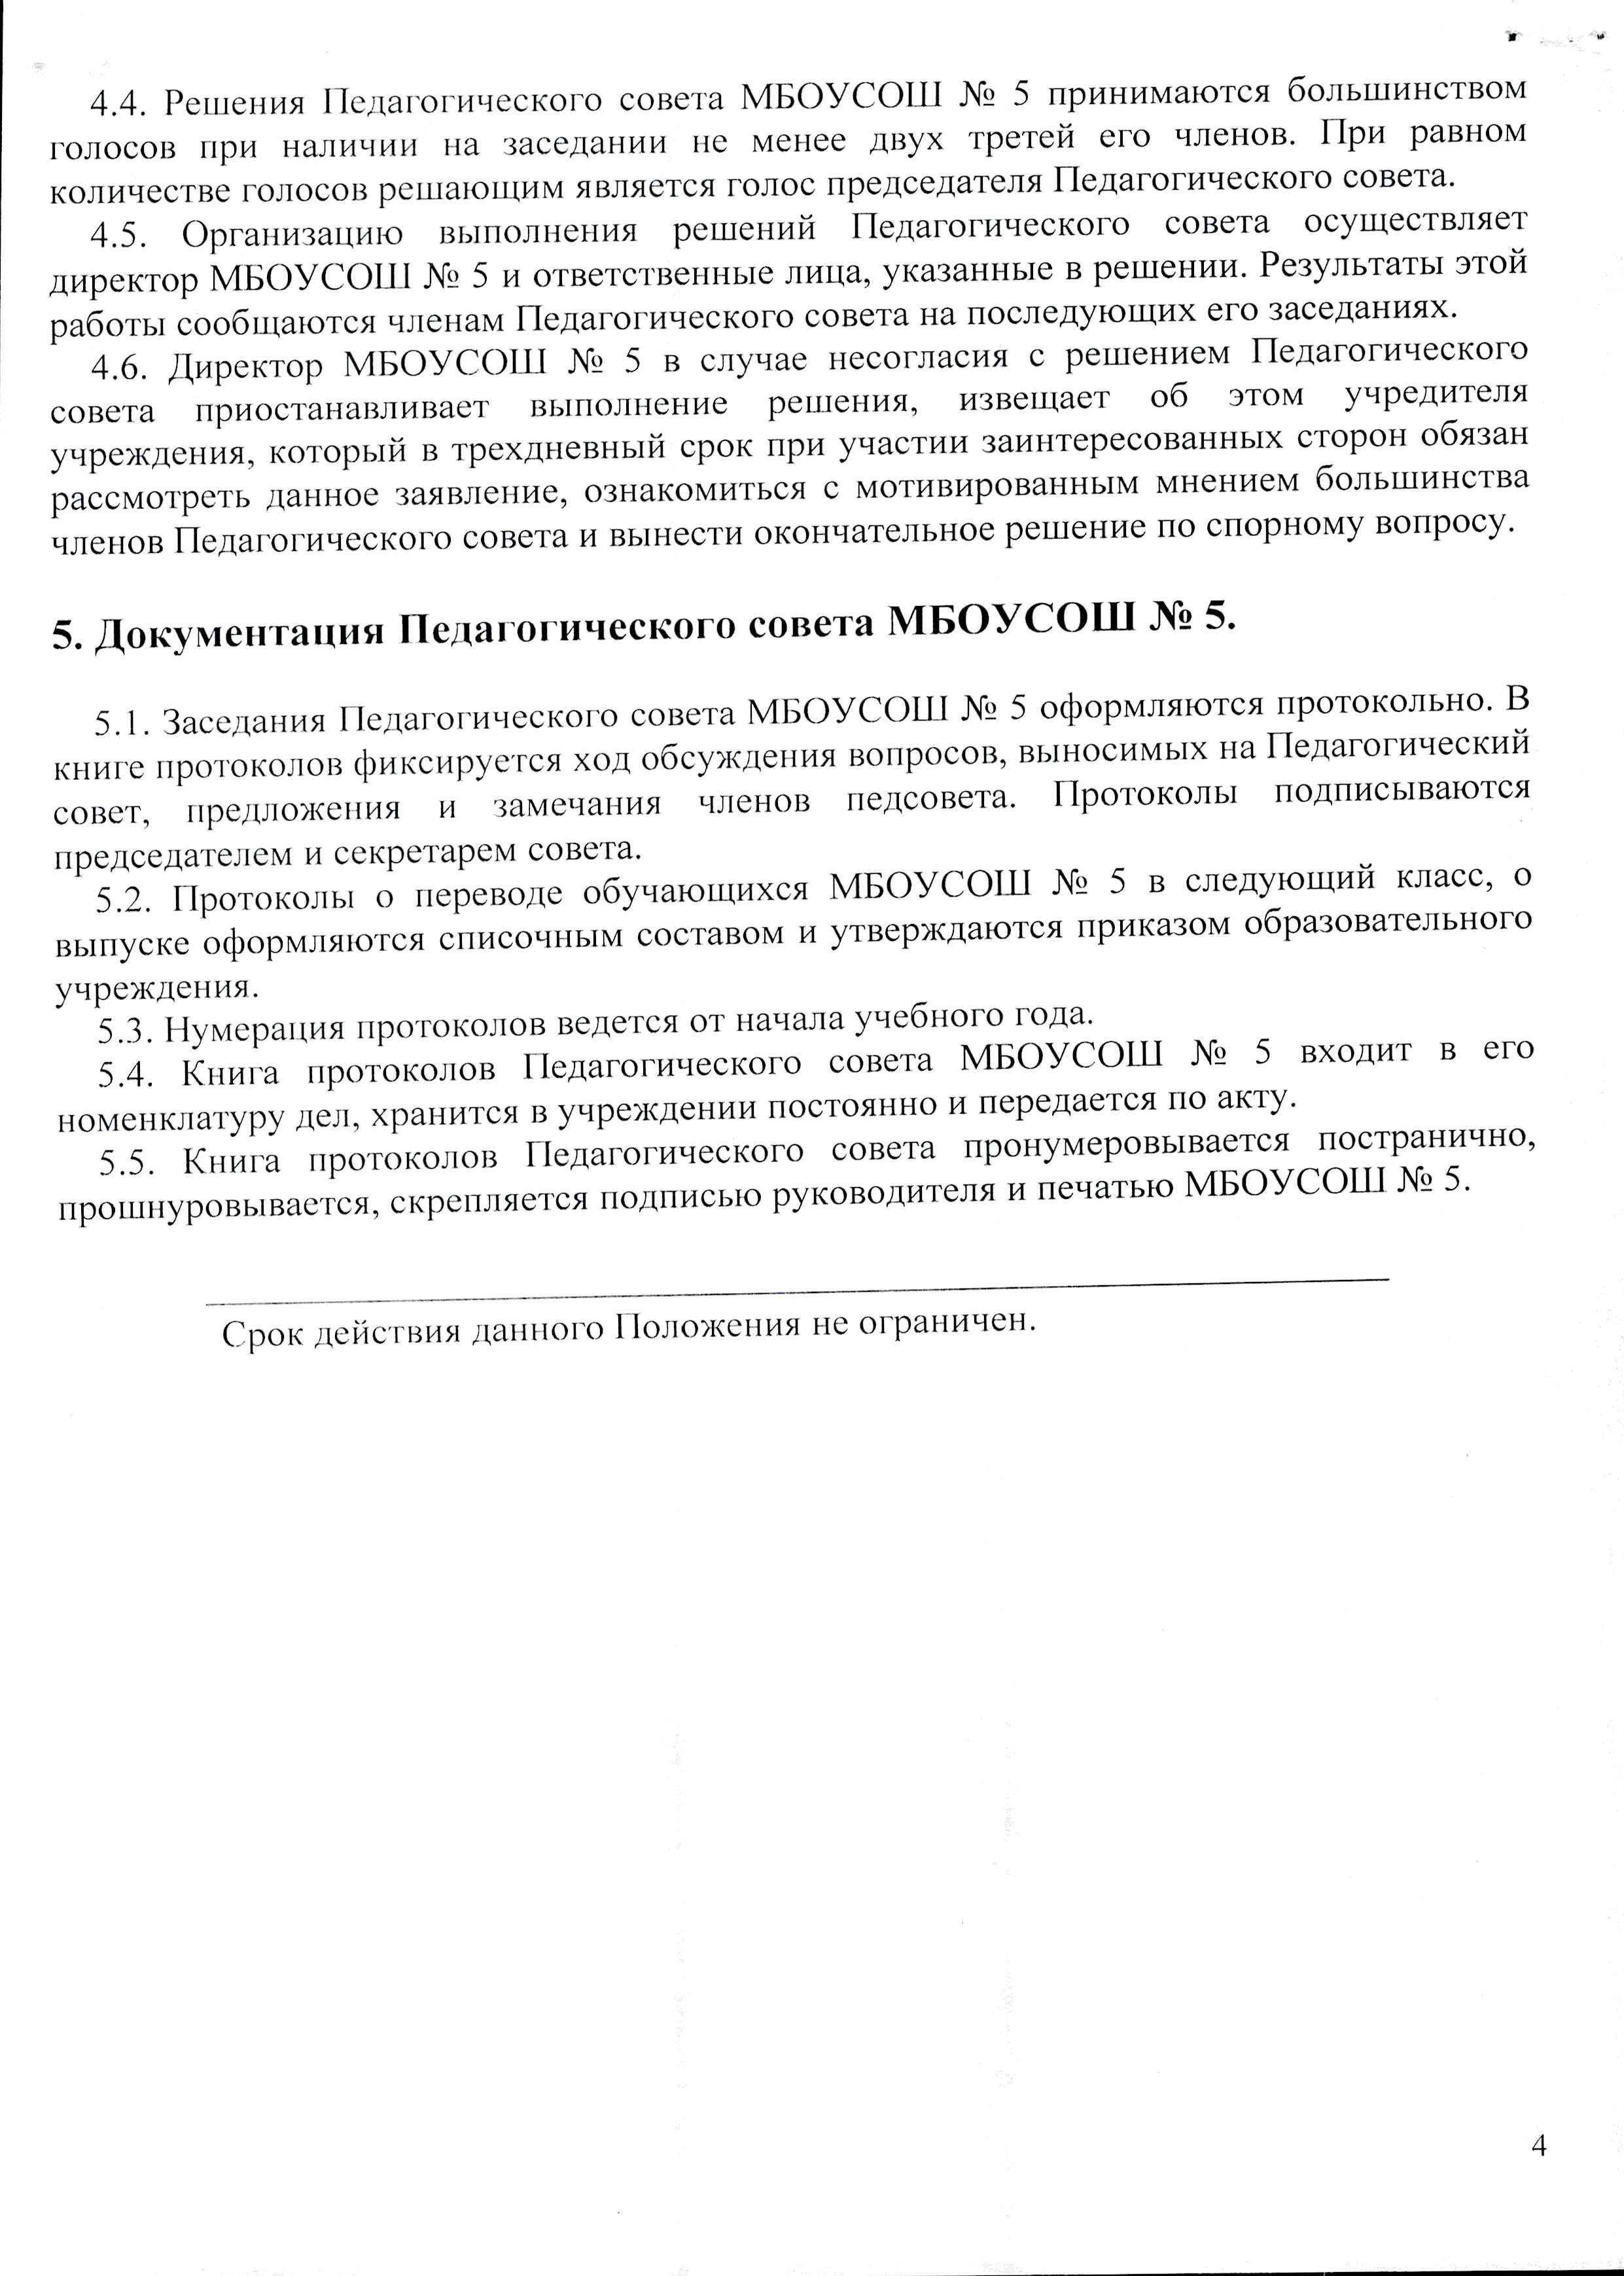 4.4. Решения Педагогического совета МБОУСОШ № 5 принимаются большинством
голосов при наличии на заседании не менее двух третей его членов. При равном
количестве голосов решающим является голос председателя Педагогического совета.
4.5. Организацию выполнения решений Педагогического совета осуществляет
директор МБОУСОШ № 5 и ответственные лица, указанные в решении. Результаты этой
работы сообщаются членам Педагогического совета на последующих его заседаниях.
4.6. Директор МБОУСОШ № 5 в случае несогласия с решением Педагогического
совета приостанавливает выполнение решения, извещает об этом учредителя
учреждения, который в трехдневный срок при участии заинтересованных сторон обязан
рассмотреть данное заявление, ознакомиться с мотивированным мнением большинства
членов Педагогического совета и вынести окончательное решение по спорному вопросу.
5. Документация Педагогического совета МБОУСОШ № 5.
5.1. Заседания Педагогического совета МБОУСОШ № 5 оформляются протокольно. В
книге протоколов фиксируется ход обсуждения вопросов, выносимых на Педагогический
совет, предложения и замечания членов педсовета. Протоколы подписываются
председателем и секретарем совета.
5.2. Протоколы о переводе обучающихся МБОУСОШ № 5 в следующий класс, о
выпуске оформляются списочным составом и утверждаются приказом образовательного
учреждения.
5.3. Нумерация протоколов ведется от начала учебного года.
5.4. Книга протоколов Педагогического совета МБОУСОШ № 5 входит в его
номенклатуру дел, хранится в учреждении постоянно и передается по акту.
5.5. Книга протоколов Педагогического совета пронумеровывается постранично,
прошнуровывается, скрепляется подписью руководителя и печатью МБОУСОШ № 5.
Срок действия данного Положения не ограничен.
4